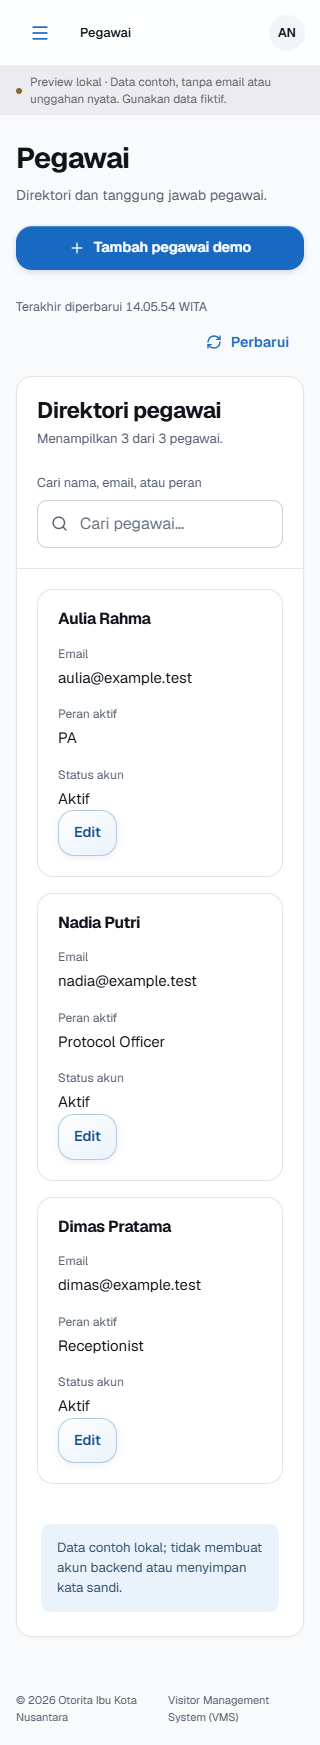 Pegawai
AN
Preview lokal · Data contoh, tanpa email atau
unggahan nyata. Gunakan data fiktif.
Pegawai
Direktori dan tanggung jawab pegawai.
Tambah pegawai demo
Terakhir diperbarui 14.05.54 WITA
Perbarui
Direktori pegawai
Menampilkan 3 dari 3 pegawai.
Cari nama, email, atau peran
Cari pegawai...
Aulia Rahma
Email
aulia@example.test
Peran aktif
PA
Status akun
Aktif
Edit
Nadia Putri
Email
nadia@example.test
Peran aktif
Protocol Officer
Status akun
Aktif
Edit
Dimas Pratama
Email
dimas@example.test
Peran aktif
Receptionist
Status akun
Aktif
Edit
Data contoh lokal; tidak membuat
akun backend atau menyimpan
kata sandi.
© 2026 Otorita Ibu Kota
Nusantara
Visitor Management
System (VMS)